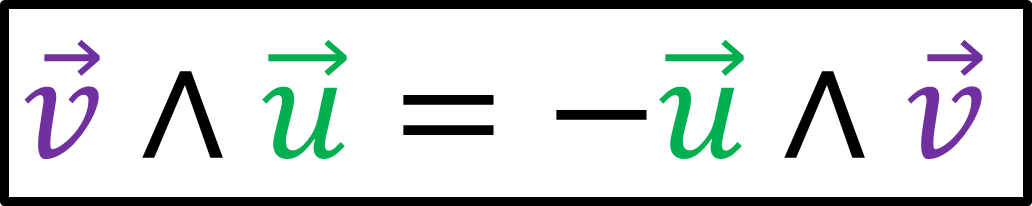 v⃗ ∧ u⃗ = −u⃗ ∧ v⃗